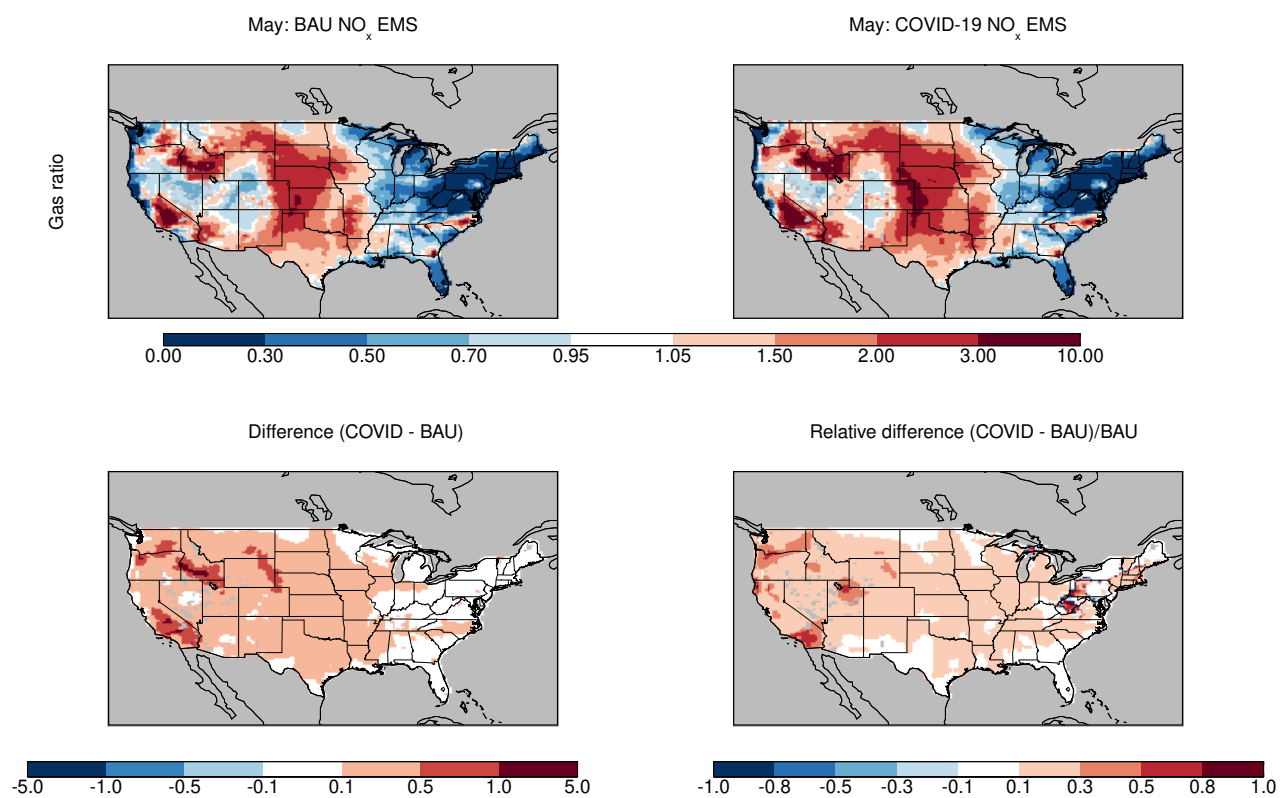 May: BAU NOx EMS
May: COVID-19 NOx EMS
Gas ratio
0.00 0.30 0.50 0.70 0.95 1.05 1.50 2.00 3.00 10.00
Difference (COVID - BAU)
Relative difference (COVID - BAU)/BAU
-5.0 -1.0 -0.5 -0.1 0.1 0.5 1.0 5.0
-1.0 -0.8 -0.5 -0.3 -0.1 0.1 0.3 0.5 0.8 1.0